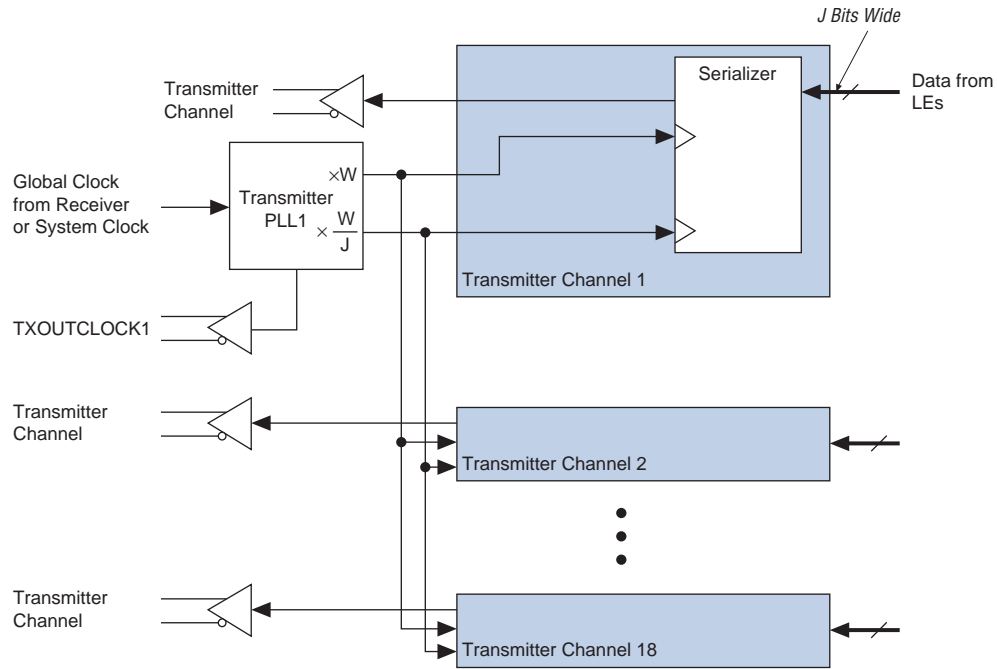 J Bits Wide
Serializer
Data from
LEs
Transmitter
Channel
×W
Transmitter
PLL1
× W
J
Global Clock
from Receiver
or System Clock
Transmitter Channel 1
TXOUTCLOCK1
Transmitter
Channel
Transmitter Channel 2
Transmitter
Channel
Transmitter Channel 18